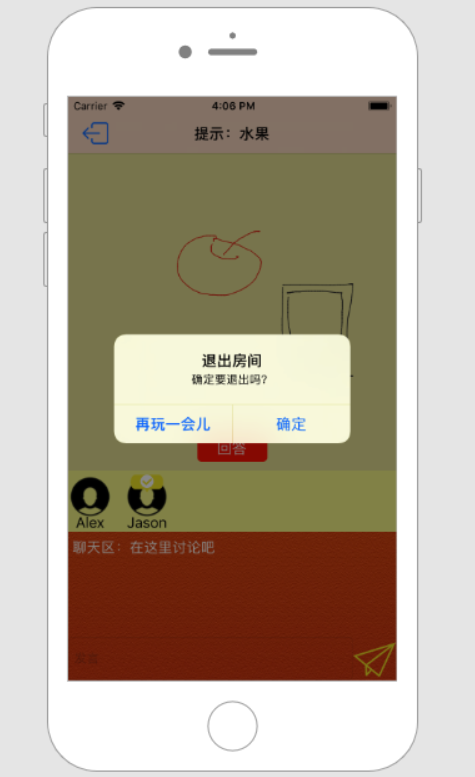 Carrier 4:06 PM
提示：水果
退出房间
确定要退出吗?
再玩一会儿 确定
回答
Alex Jason
聊天区：在这里讨论吧